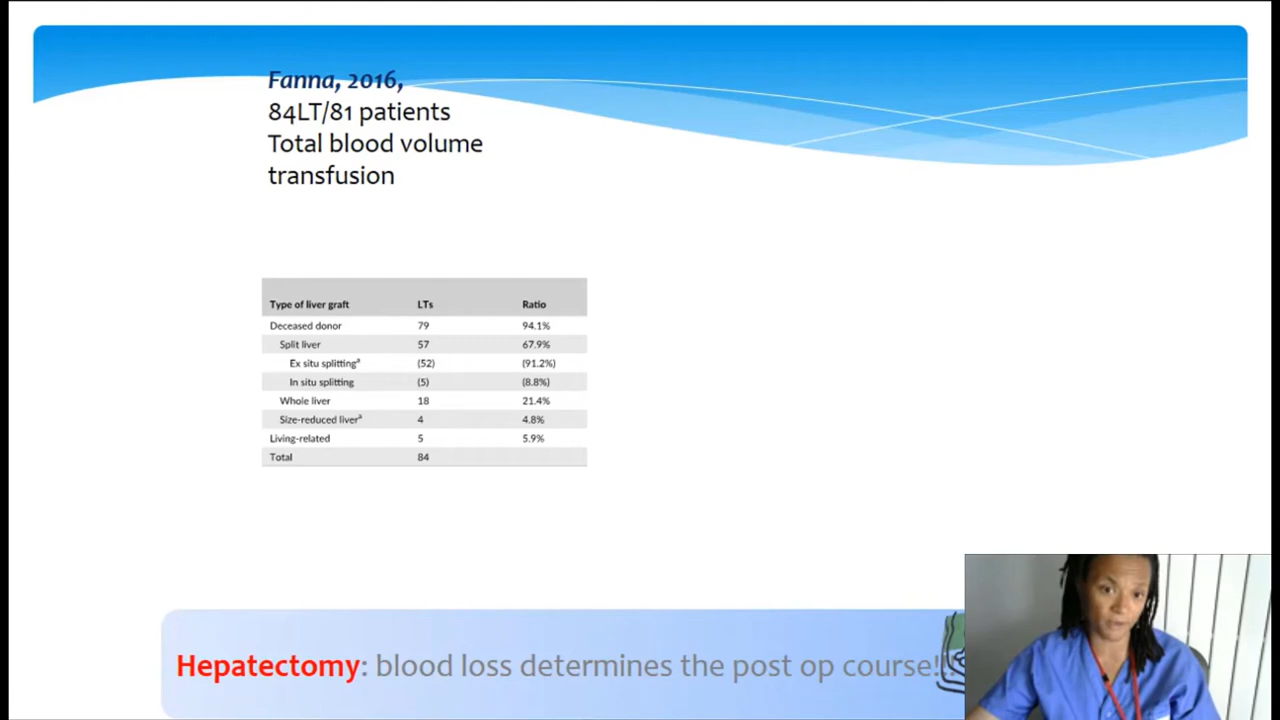 Fanna, 2016,
84LT/81 patients
Total blood volume
transfusion
Type of liver graft LTs Ratio
Deceased donor 79 94.1%
Split liver 57 67.9%
Ex situ splittingᵃ (52) (91.2%)
In situ splitting (5) (8.8%)
Whole liver 18 21.4%
Size-reduced liverᵃ 4 4.8%
Living-related 5 5.9%
Total 84
Hepatectomy: blood loss determines the post op course!!!